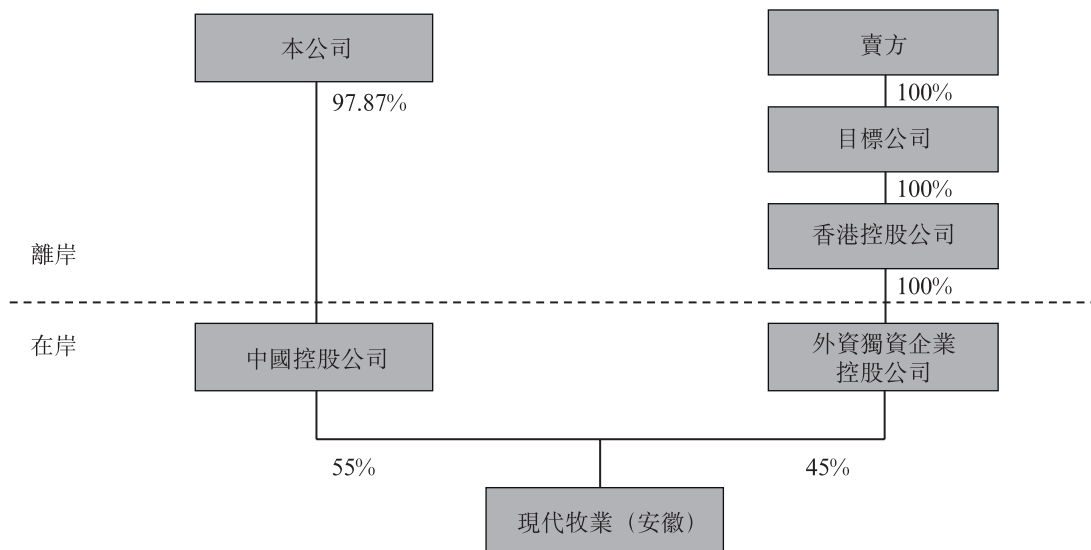 本公司
賣方
97.87%
100%
目標公司
100%
香港控股公司
離岸
100%
在岸
中國控股公司
外資獨資企業
控股公司
55%
45%
現代牧業（安徽）